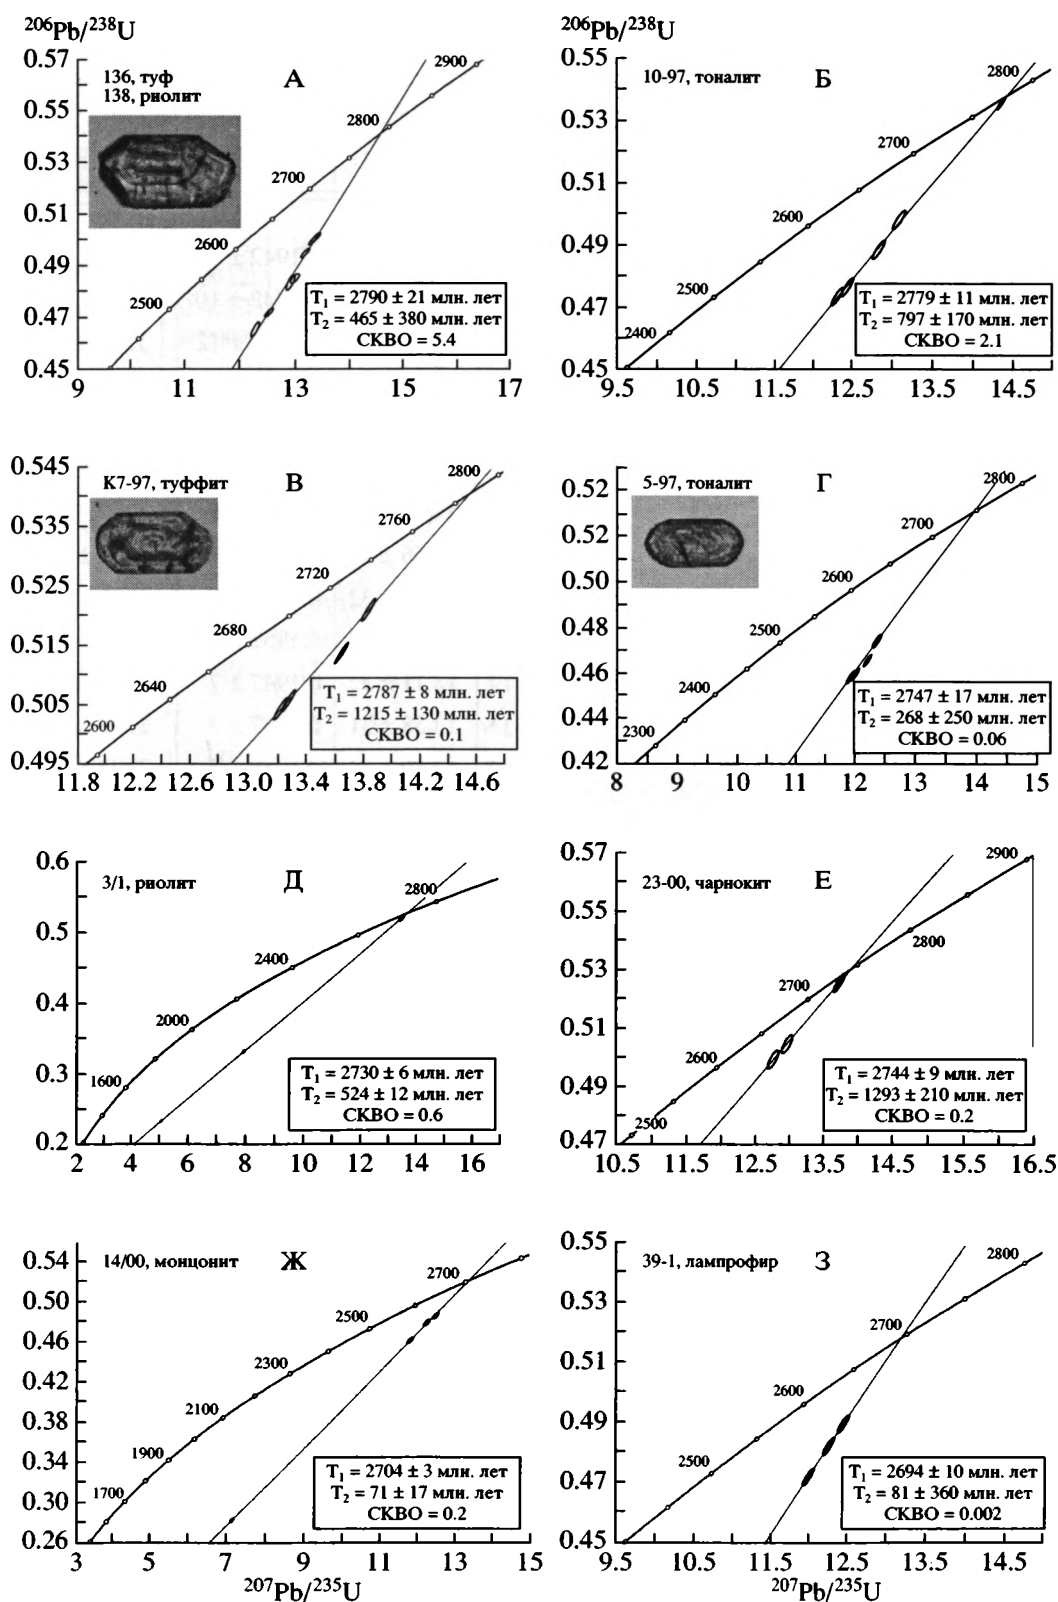 206Pb/238U
0.57
0.55
0.53
0.51
0.49
0.47
0.45
9 11 13 15 17
136, туф
138, риолит
А
2900
2800
2700
2600
2500
T1 = 2790 ± 21 млн. лет
T2 = 465 ± 380 млн. лет
СКВО = 5.4
206Pb/238U
0.55
0.53
0.51
0.49
0.47
0.45
9.5 10.5 11.5 12.5 13.5 14.5
10-97, тоналит
Б
2800
2700
2600
2500
2400
T1 = 2779 ± 11 млн. лет
T2 = 797 ± 170 млн. лет
СКВО = 2.1
0.545
0.535
0.525
0.515
0.505
0.495
11.8 12.2 12.6 13.0 13.4 13.8 14.2 14.6
К7-97, туффит
В
2800
2760
2720
2680
2640
2600
T1 = 2787 ± 8 млн. лет
T2 = 1215 ± 130 млн. лет
СКВО = 0.1
0.52
0.52
0.50
0.48
0.46
0.44
0.42
8 9 10 11 12 13 14 15
5-97, тоналит
Г
2800
2700
2600
2500
2400
2300
T1 = 2747 ± 17 млн. лет
T2 = 268 ± 250 млн. лет
СКВО = 0.06
0.6
0.5
0.4
0.3
0.2
2 4 6 8 10 12 14 16
3/1, риолит
Д
2800
2400
2000
1600
T1 = 2730 ± 6 млн. лет
T2 = 524 ± 12 млн. лет
СКВО = 0.6
0.57
0.55
0.53
0.51
0.49
0.47
10.5 11.5 12.5 13.5 14.5 15.5 16.5
23-00, чарнокит
Е
2900
2800
2700
2600
2500
T1 = 2744 ± 9 млн. лет
T2 = 1293 ± 210 млн. лет
СКВО = 0.2
0.54
0.50
0.46
0.42
0.38
0.34
0.30
0.26
3 5 7 9 11 13 15
207Pb/235U
14/00, монцонит
Ж
2700
2500
2300
2100
1900
1700
T1 = 2704 ± 3 млн. лет
T2 = 71 ± 17 млн. лет
СКВО = 0.2
0.55
0.53
0.51
0.49
0.47
0.45
9.5 10.5 11.5 12.5 13.5 14.5
207Pb/235U
39-1, лампрофир
З
2800
2700
2600
2500
T1 = 2694 ± 10 млн. лет
T2 = 81 ± 360 млн. лет
СКВО = 0.002